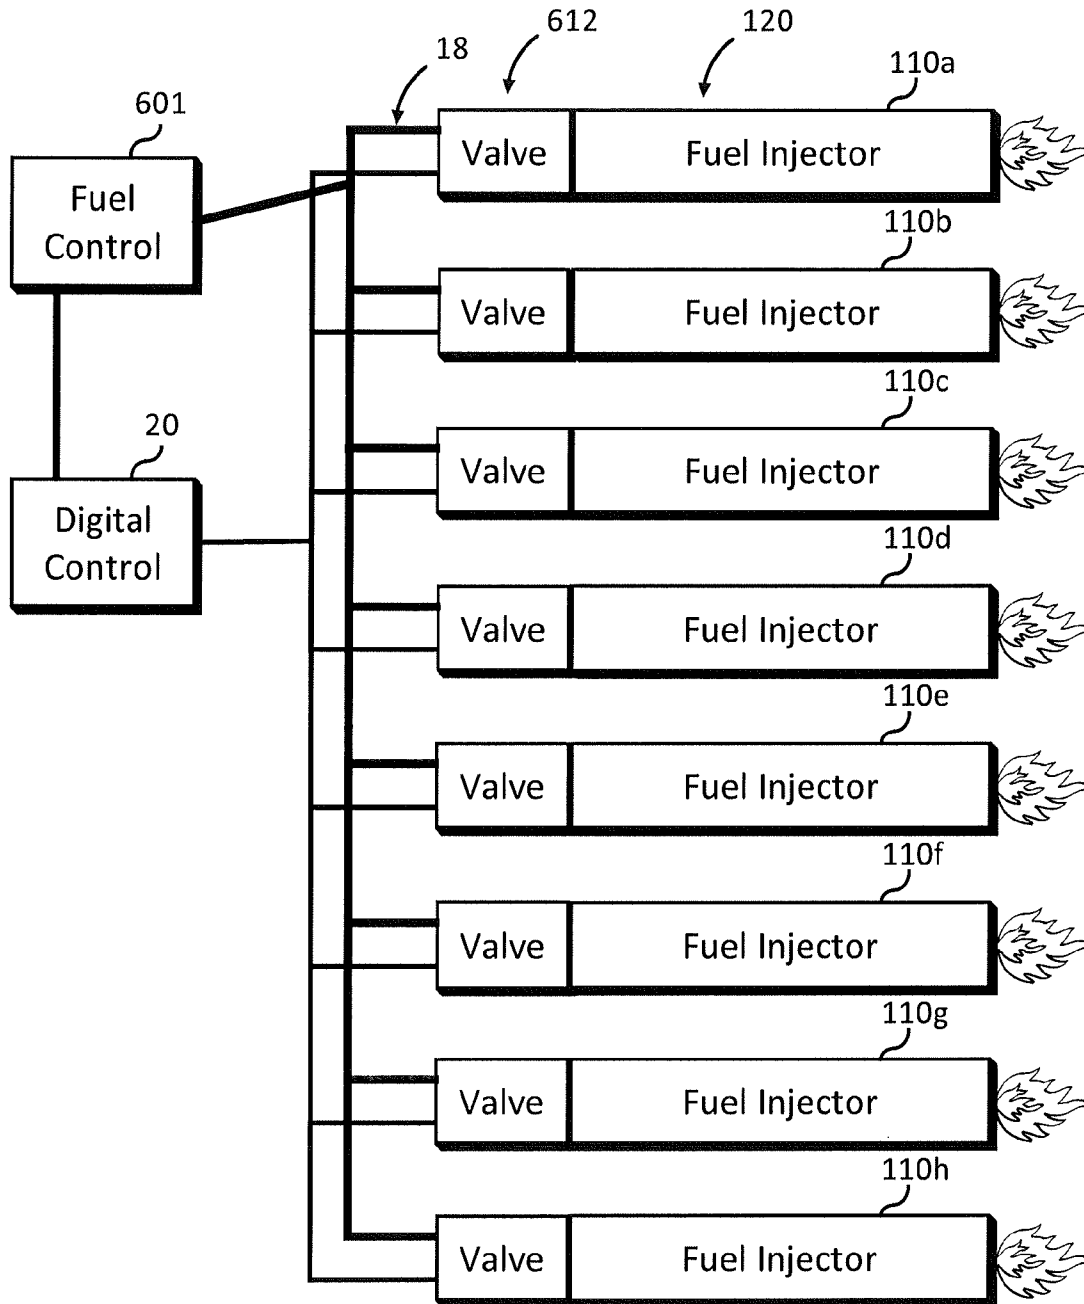 612
120
18
110a
601
Valve
Fuel Injector
Fuel
Control
110b
Valve
Fuel Injector
110c
20
Valve
Fuel Injector
Digital
Control
110d
Valve
Fuel Injector
110e
Valve
Fuel Injector
110f
Valve
Fuel Injector
110g
Valve
Fuel Injector
110h
Valve
Fuel Injector